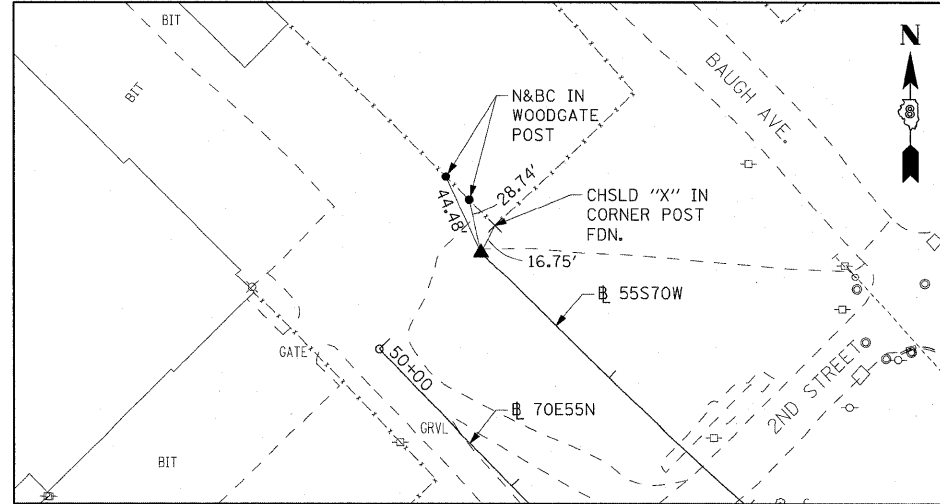 BIT
N
BIT
BAUGH AVE.
8
N&BC IN
WOODGATE
POST
28.74'
44.48'
CHSLD "X" IN
CORNER POST
FDN.
16.75'
B 55S70W
GATE
50+00
2ND STREET
B 70E55N
GRVL
BIT